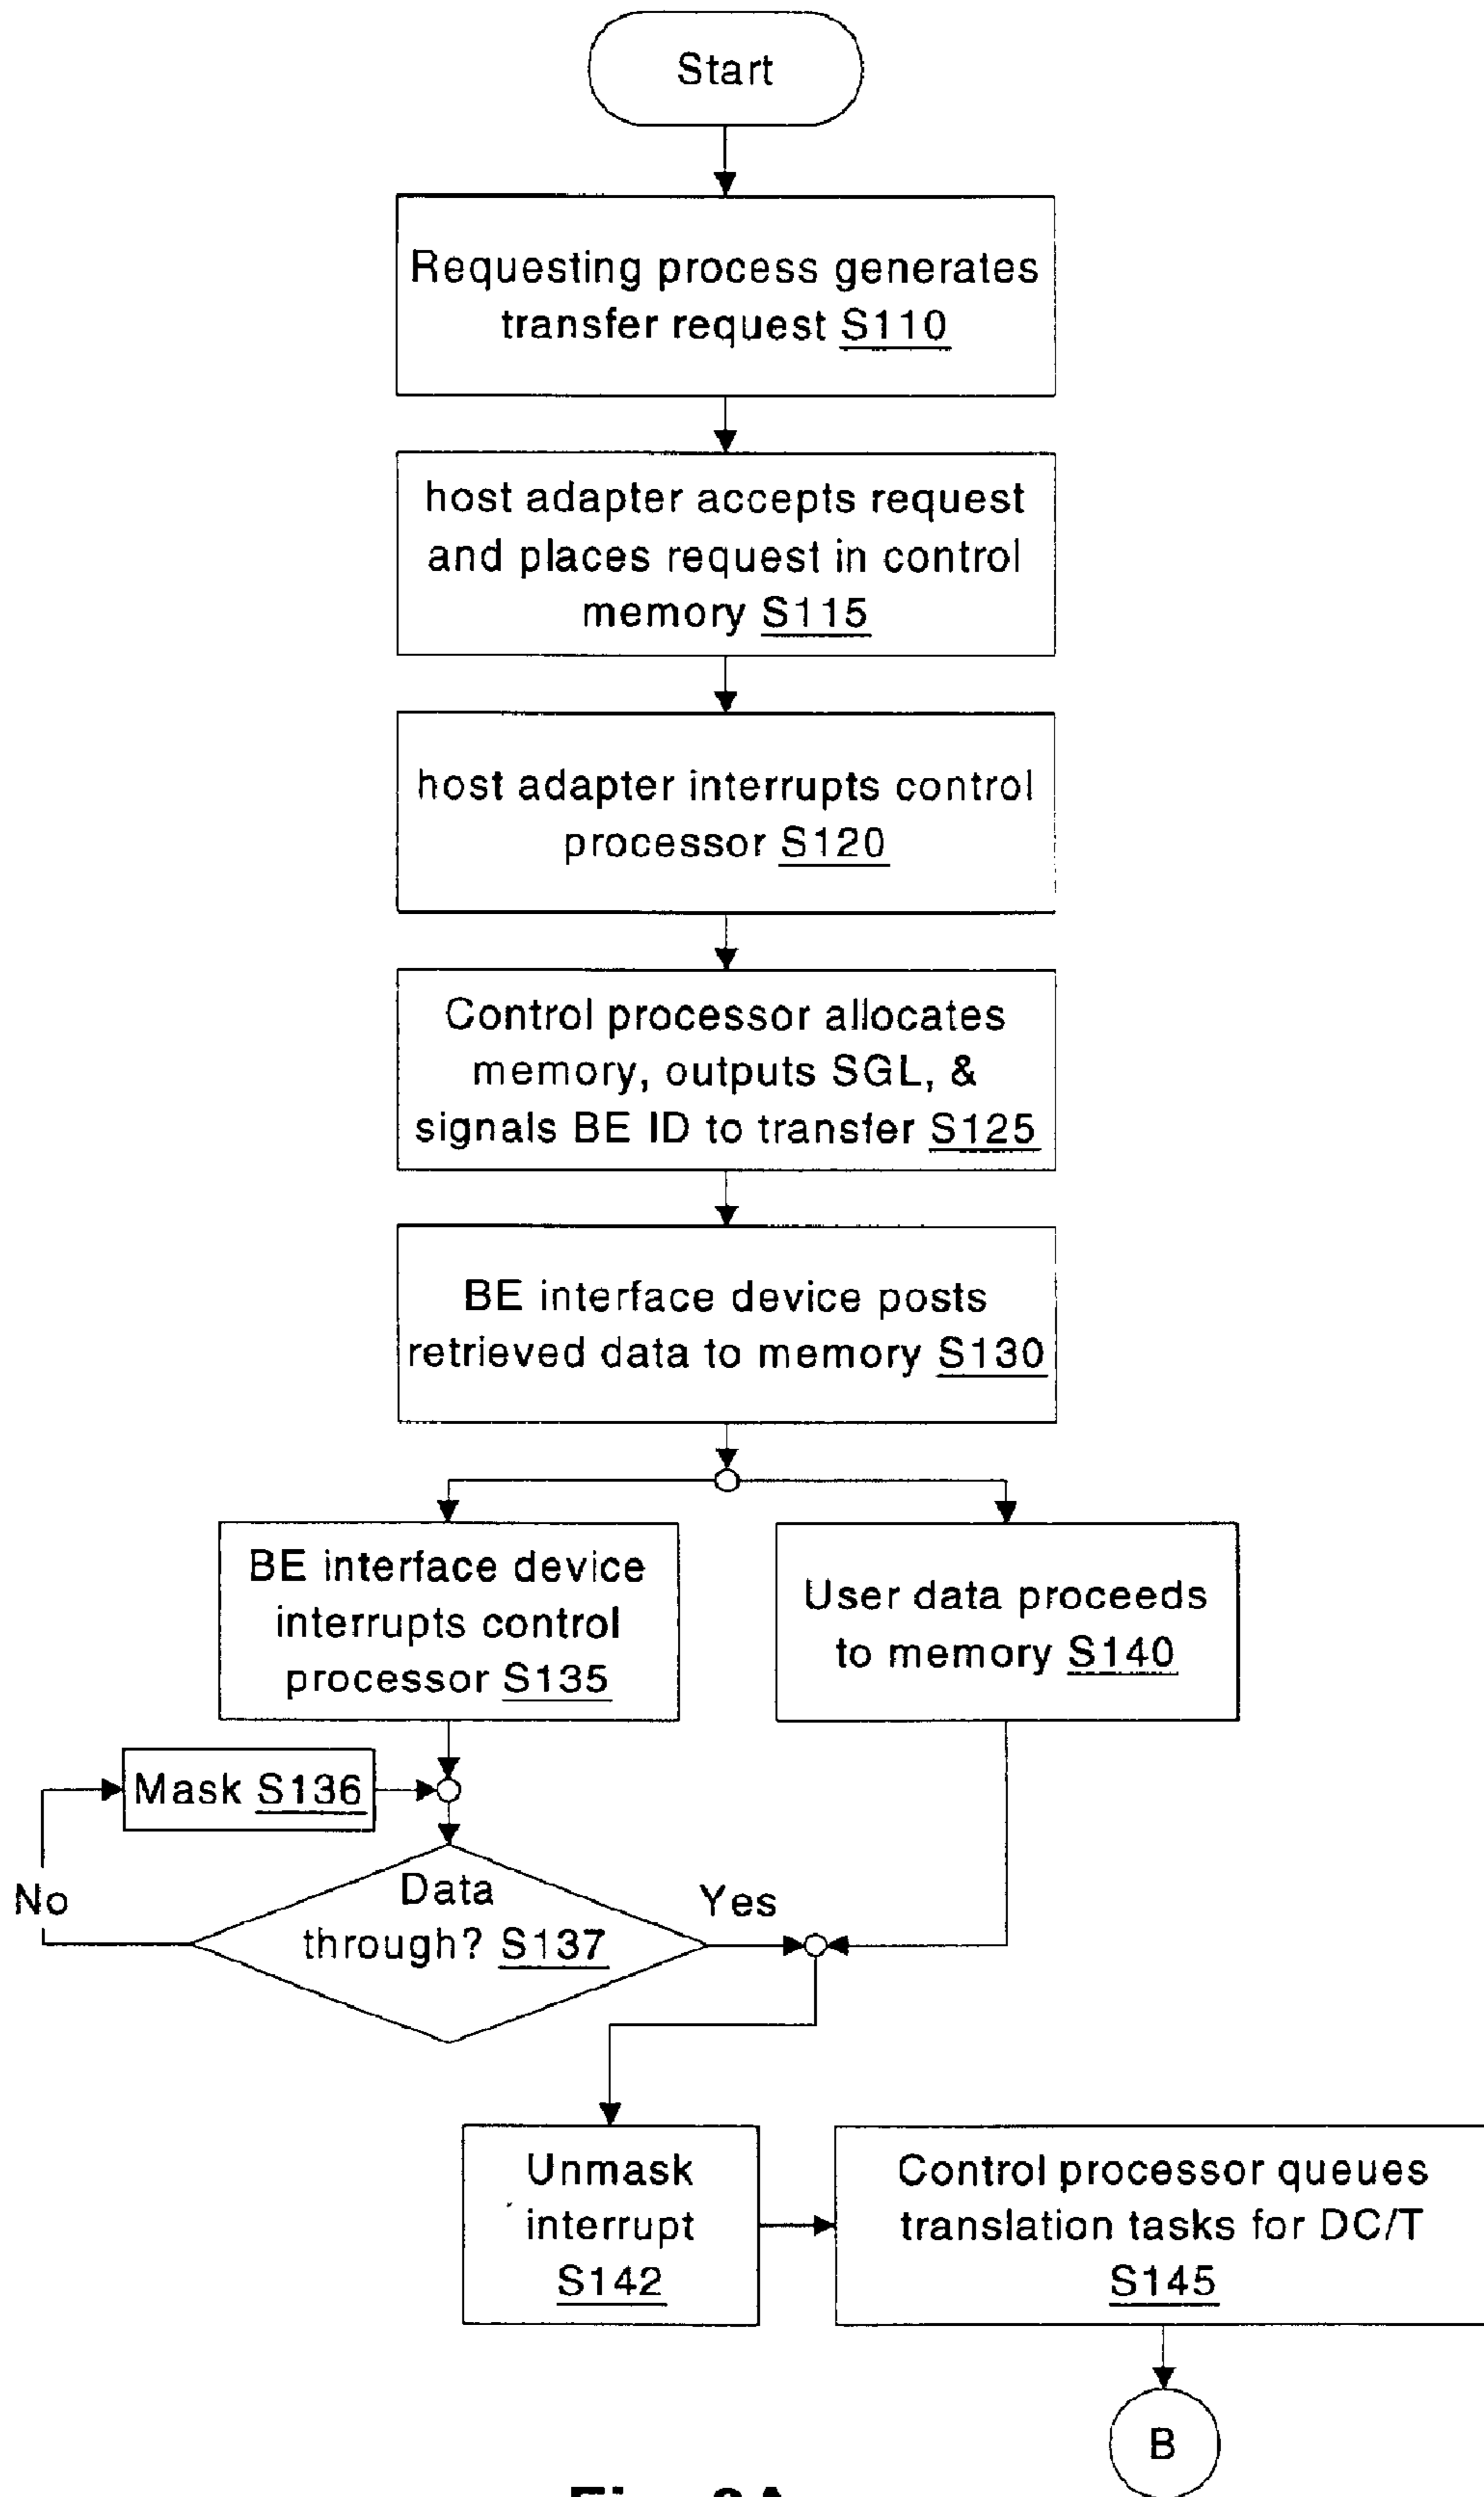 Start
Requesting process generates
transfer request S110
host adapter accepts request
and places request in control
memory S115
host adapter interrupts control
processor S120
Control processor allocates
memory, outputs SGL, &
signals BE ID to transfer S125
BE interface device posts
retrieved data to memory S130
BE interface device
interrupts control
processor S135
User data proceeds
to memory S140
Mask S136
No
Data
through? S137
Yes
Unmask
interrupt
S142
Control processor queues
translation tasks for DC/T
S145
B